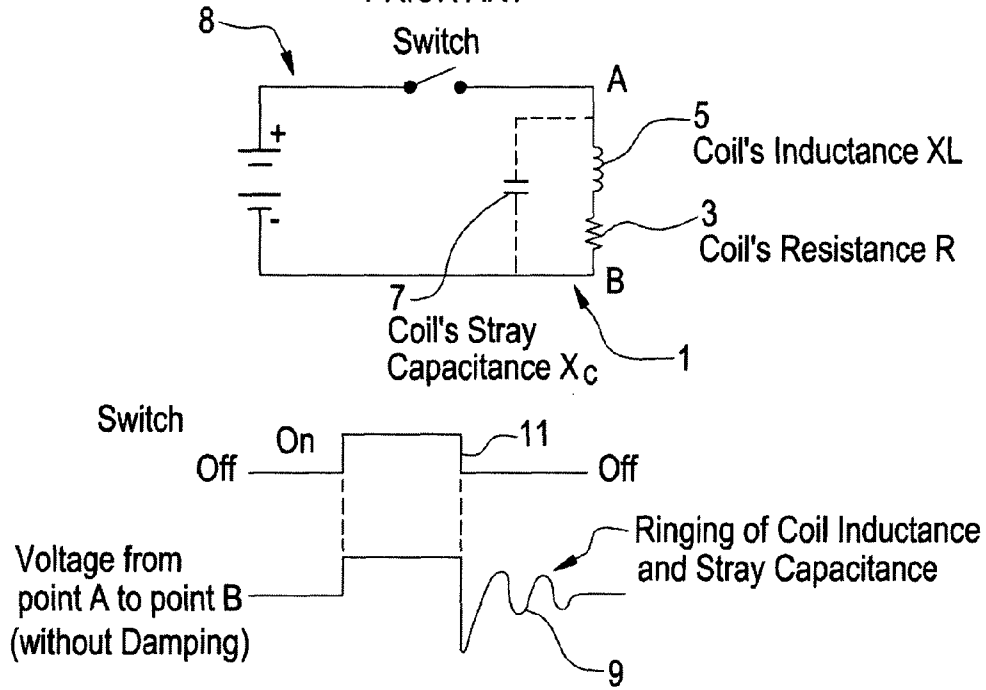 8
Switch
A
+
5
Coil's Inductance XL
-
3
Coil's Resistance R
B
7
Coil's Stray
Capacitance Xc
1
Switch
On
11
Off
Off
Voltage from
point A to point B
(without Damping)
Ringing of Coil Inductance
and Stray Capacitance
9